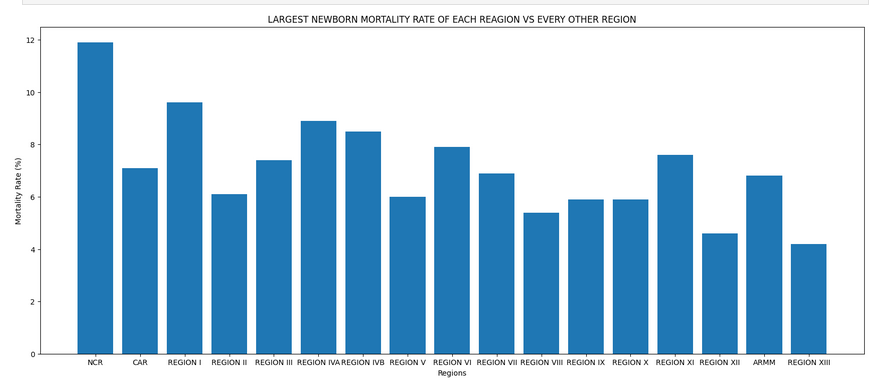 LARGEST NEWBORN MORTALITY RATE OF EACH REAGION VS EVERY OTHER REGION
Mortality Rate (%)
12
10
8
6
4
2
0
NCR CAR REGION I REGION II REGION III REGION IVA REGION IVB REGION V REGION VI REGION VII REGION VIII REGION IX REGION X REGION XI REGION XII ARMM REGION XIII
Regions